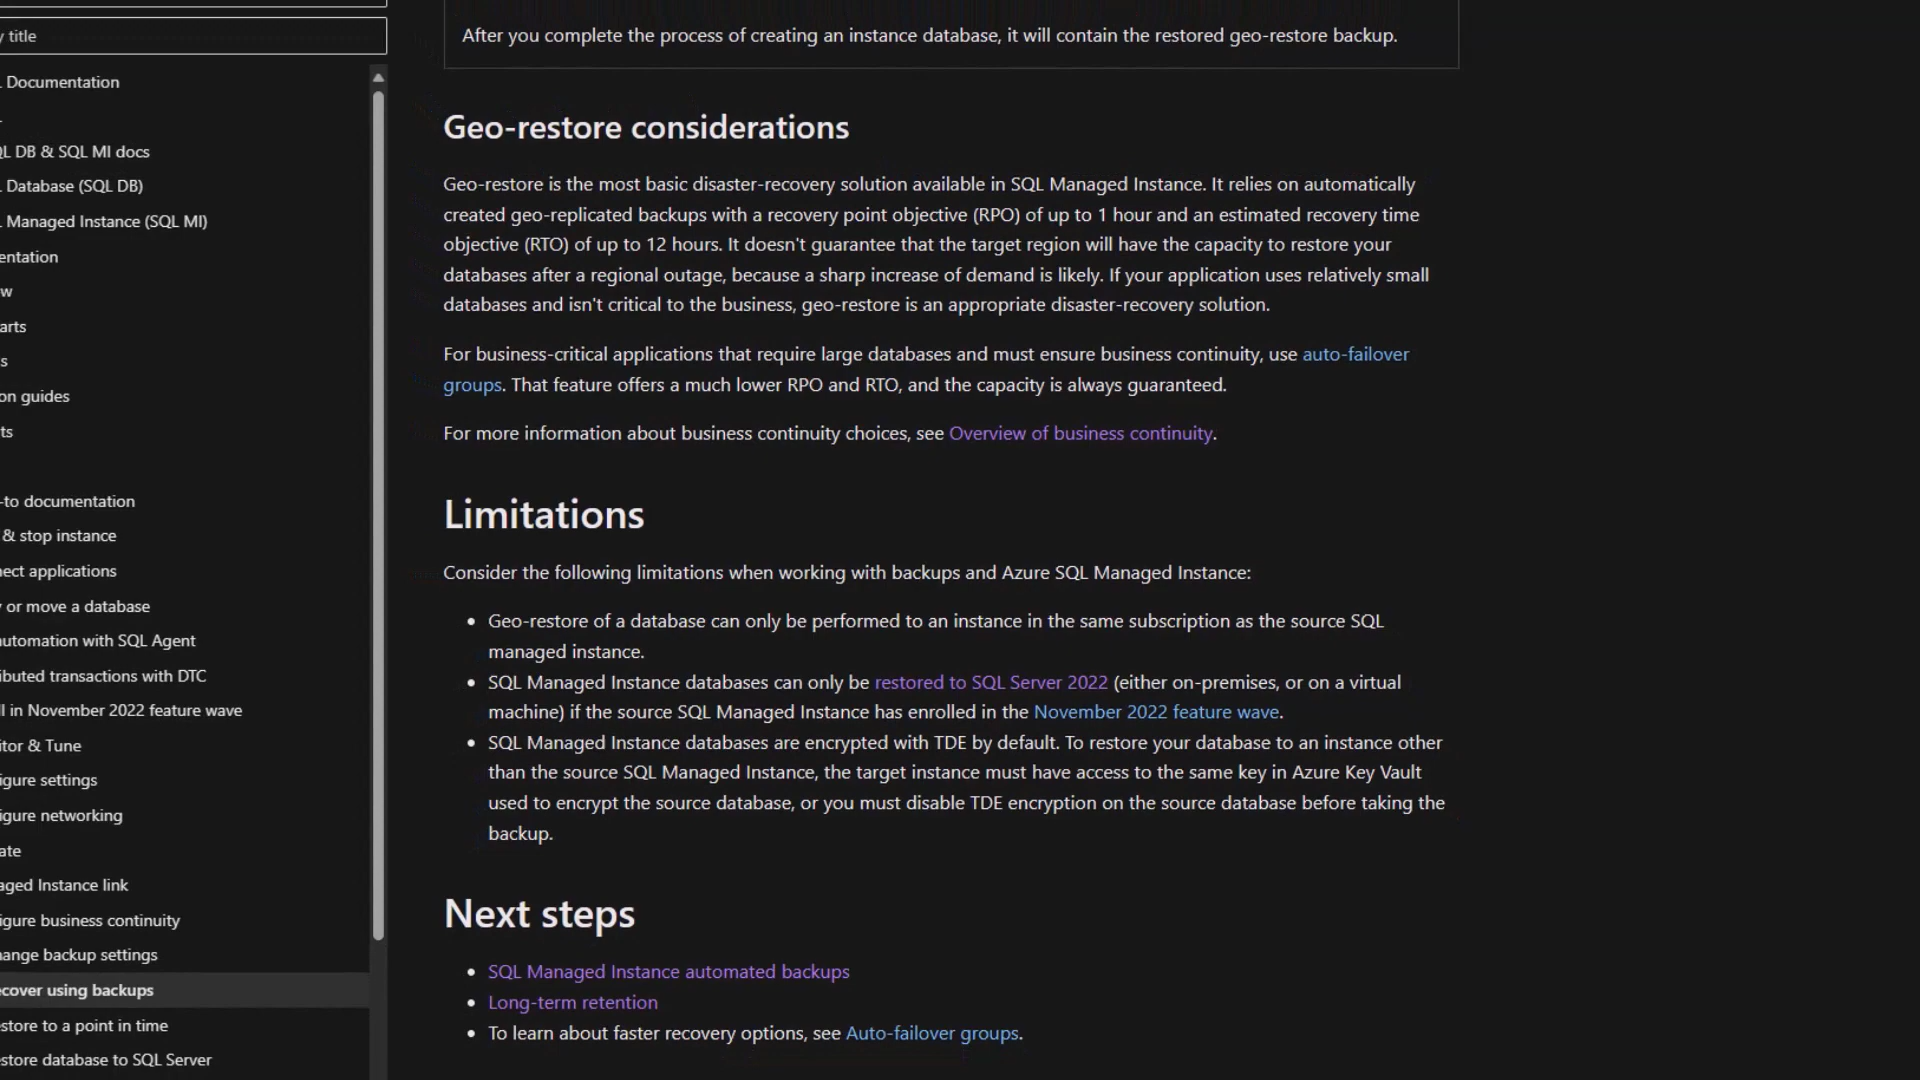 y title
Documentation
QL DB & SQL MI docs
Database (SQL DB)
Managed Instance (SQL MI)
entation
w
arts
s
on guides
ts
-to documentation
& stop instance
nect applications
y or move a database
automation with SQL Agent
ibuted transactions with DTC
ll in November 2022 feature wave
itor & Tune
igure settings
igure networking
ate
aged Instance link
igure business continuity
hange backup settings
ecover using backups
estore to a point in time
estore database to SQL Server
After you complete the process of creating an instance database, it will contain the restored geo-restore backup.
Geo-restore considerations
Geo-restore is the most basic disaster-recovery solution available in SQL Managed Instance. It relies on automatically
created geo-replicated backups with a recovery point objective (RPO) of up to 1 hour and an estimated recovery time
objective (RTO) of up to 12 hours. It doesn't guarantee that the target region will have the capacity to restore your
databases after a regional outage, because a sharp increase of demand is likely. If your application uses relatively small
databases and isn't critical to the business, geo-restore is an appropriate disaster-recovery solution.
For business-critical applications that require large databases and must ensure business continuity, use auto-failover
groups. That feature offers a much lower RPO and RTO, and the capacity is always guaranteed.
For more information about business continuity choices, see Overview of business continuity.
Limitations
Consider the following limitations when working with backups and Azure SQL Managed Instance:
• Geo-restore of a database can only be performed to an instance in the same subscription as the source SQL
managed instance.
• SQL Managed Instance databases can only be restored to SQL Server 2022 (either on-premises, or on a virtual
machine) if the source SQL Managed Instance has enrolled in the November 2022 feature wave.
• SQL Managed Instance databases are encrypted with TDE by default. To restore your database to an instance other
than the source SQL Managed Instance, the target instance must have access to the same key in Azure Key Vault
used to encrypt the source database, or you must disable TDE encryption on the source database before taking the
backup.
Next steps
• SQL Managed Instance automated backups
• Long-term retention
• To learn about faster recovery options, see Auto-failover groups.